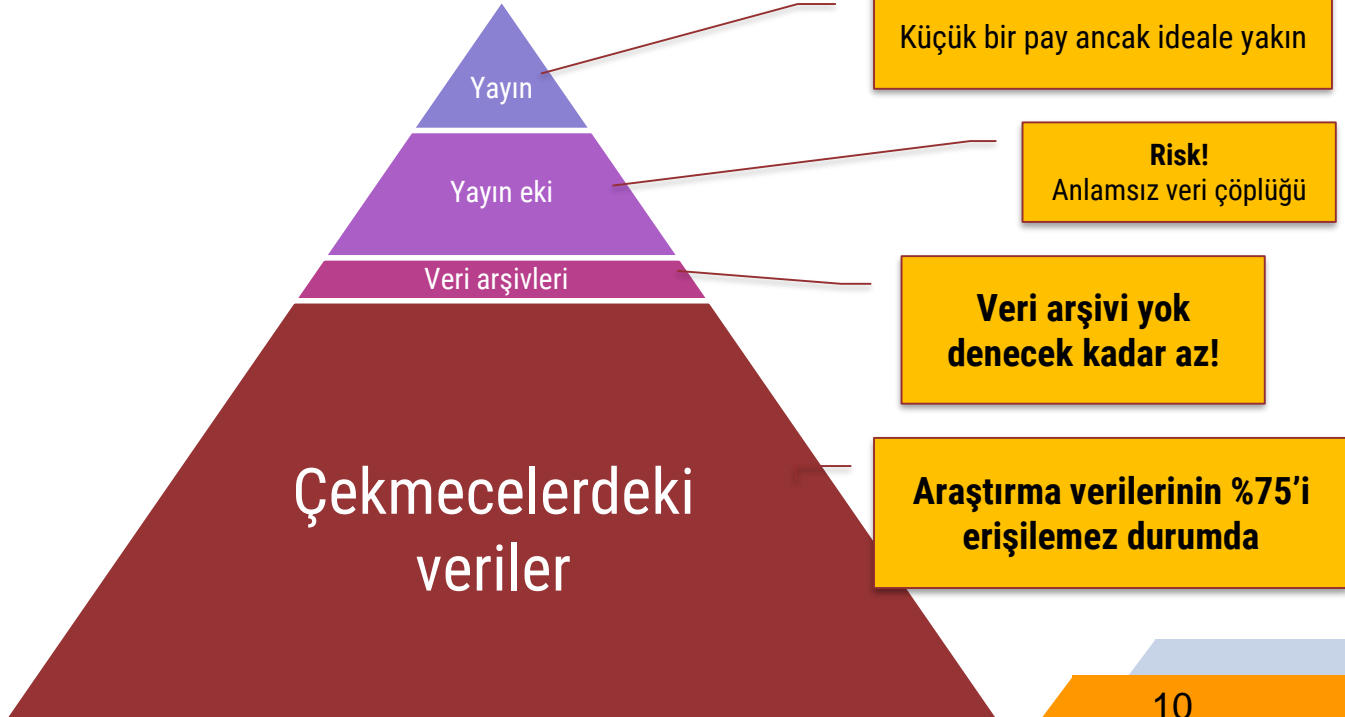 Yayın
Küçük bir pay ancak ideale yakın
Yayın eki
Risk!
Anlamsız veri çöplüğü
Veri arşivleri
Veri arşivi yok
denecek kadar az!
Çekmecelerdeki
veriler
Araştırma verilerinin %75’i
erişilemez durumda
10